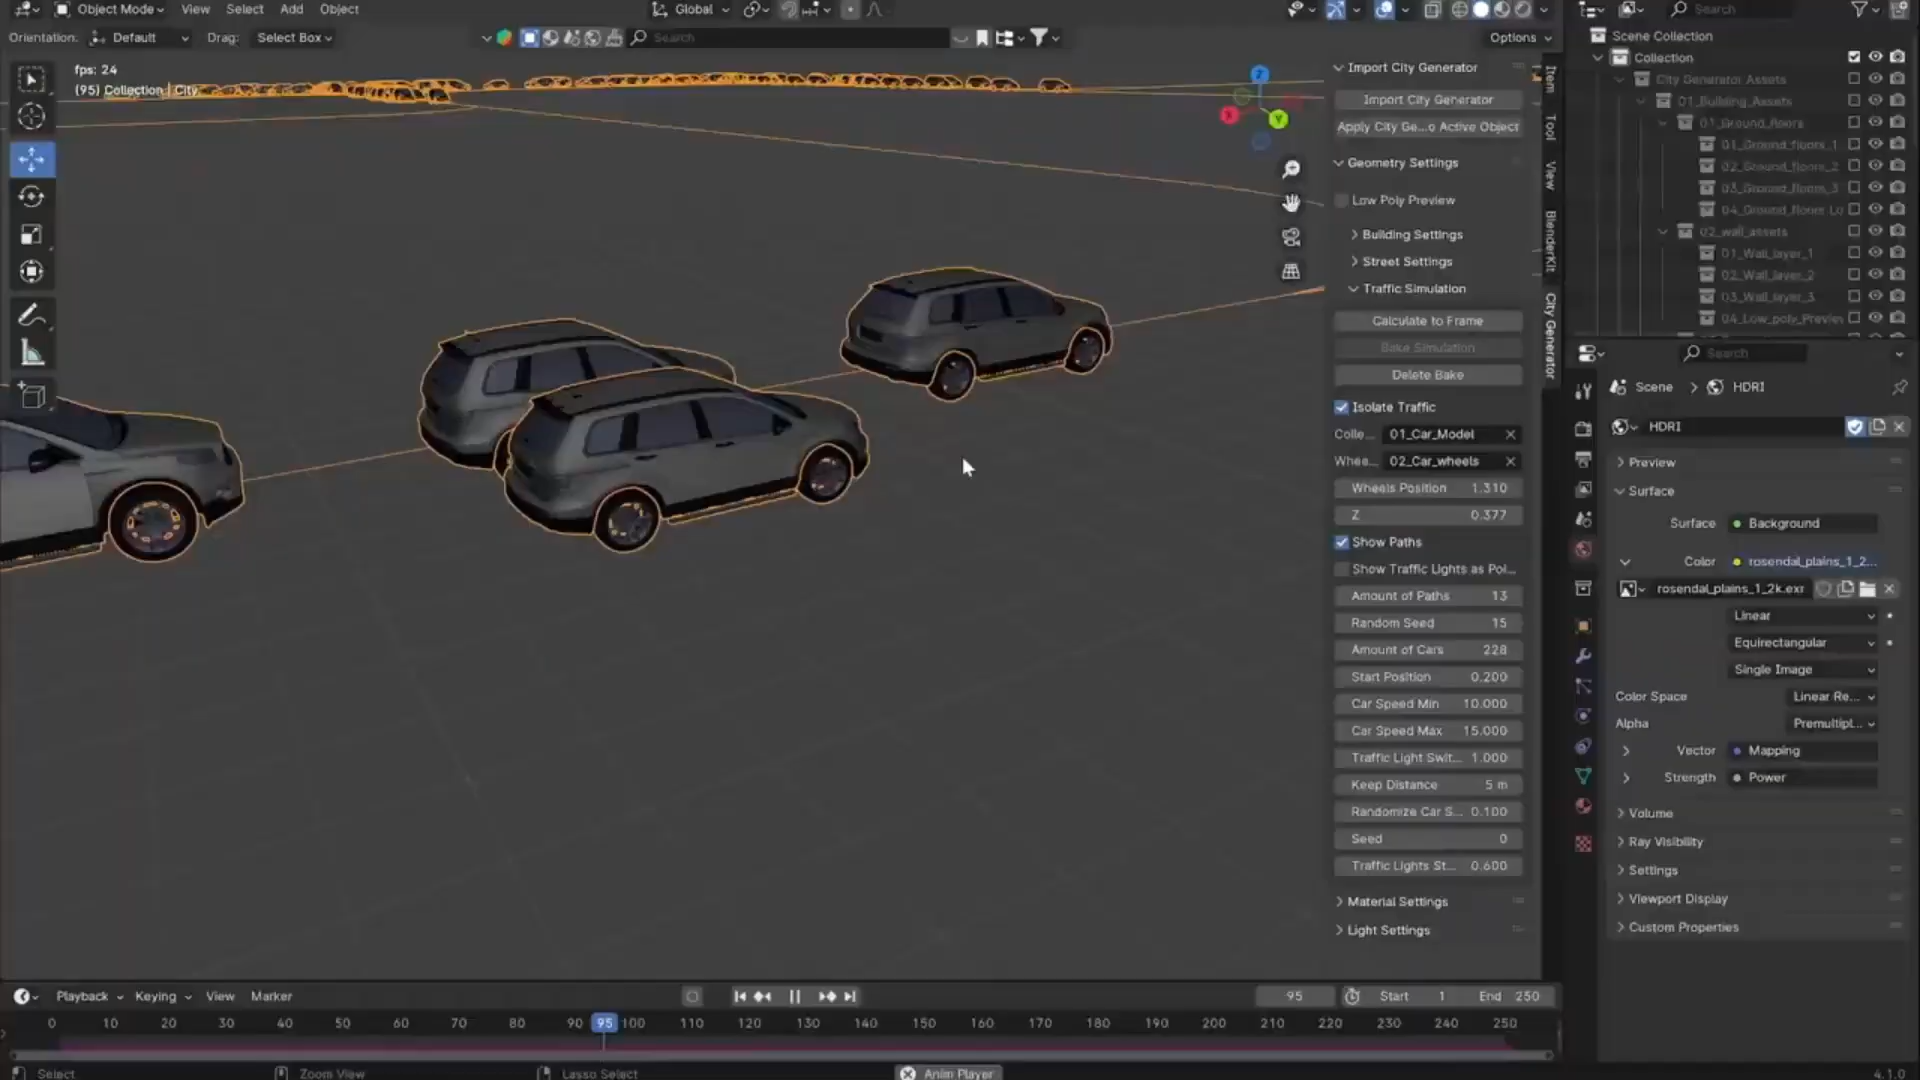 Object Mode
View
Select
Add
Object
Global
Search
Orientation:
Default
Drag:
Select Box
Search
Options
fps: 24
(95) Collection | City
Z
X
Y
Import City Generator
Import City Generator
Apply City Ge...o Active Object
Geometry Settings
Low Poly Preview
Building Settings
Street Settings
Traffic Simulation
Calculate to Frame
Bake Simulation
Delete Bake
Isolate Traffic
Colle... 01_Car_Model
Whee... 02_Car_wheels
Wheels Position 1.310
Z 0.377
Show Paths
Show Traffic Lights as Poi...
Amount of Paths 13
Random Seed 15
Amount of Cars 228
Start Position 0.200
Car Speed Min 10.000
Car Speed Max 15.000
Traffic Light Swit... 1.000
Keep Distance 5 m
Randomize Car S... 0.100
Seed 0
Traffic Lights St... 0.600
Material Settings
Light Settings
Item
Tool
View
BlenderKit
City Generator
Scene Collection
Collection
City Generator Assets
01_Building_Assets
01_Ground_floors
01_Ground_floors_1
02_Ground_floors_2
03_Ground_floors_3
04_Ground_floors Lo
02_wall_assets
01_Wall_layer_1
02_Wall_layer_2
03_Wall_layer_3
04_Low_poly_Preview
Search
Scene > HDRI
HDRI
Preview
Surface
Surface Background
Color rosendal_plains_1_2...
rosendal_plains_1_2k.exr
Linear
Equirectangular
Single Image
Color Space Linear Re...
Alpha Premultipl...
Vector Mapping
Strength Power
Volume
Ray Visibility
Settings
Viewport Display
Custom Properties
Playback
Keying
View
Marker
95
Start 1
End 250
0 10 20 30 40 50 60 70 80 90 95 100 110 120 130 140 150 160 170 180 190 200 210 220 230 240 250
Select
Zoom View
Lasso Select
Anim Player
4.1.0